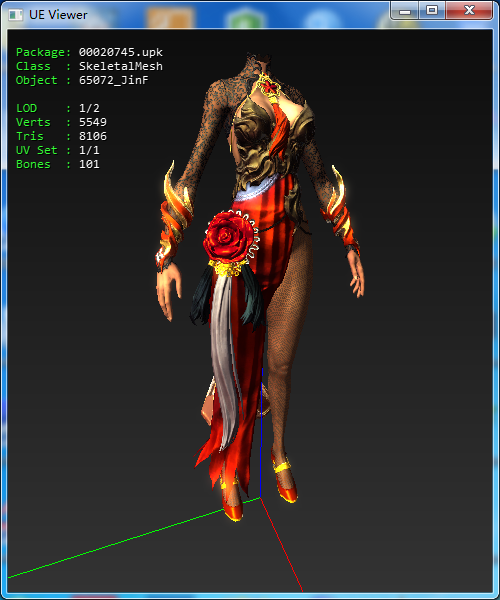 UE Viewer
Package: 00020745.upk
Class : SkeletalMesh
Object : 65072_JinF
LOD : 1/2
Verts : 5549
Tris : 8106
UV Set : 1/1
Bones : 101